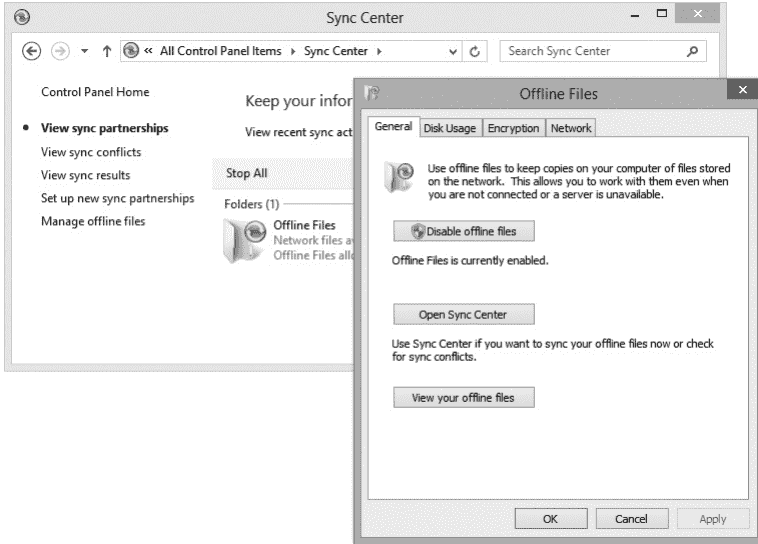 Sync Center
« All Control Panel Items Sync Center
Search Sync Center
Control Panel Home
View sync partnerships
View sync conflicts
View sync results
Set up new sync partnerships
Manage offline files
Keep your infor
View recent sync act
Stop All
Folders (1)
Offline Files
Network files
Offline Files
Offline Files
General Disk Usage Encryption Network
Use offline files to keep copies on your computer of files stored
on the network. This allows you to work with them even when
you are not connected or a server is unavailable.
Disable offline files
Offline Files is currently enabled.
Open Sync Center
Use Sync Center if you want to sync your offline files now or check
for sync conflicts.
View your offline files
OK Cancel Apply